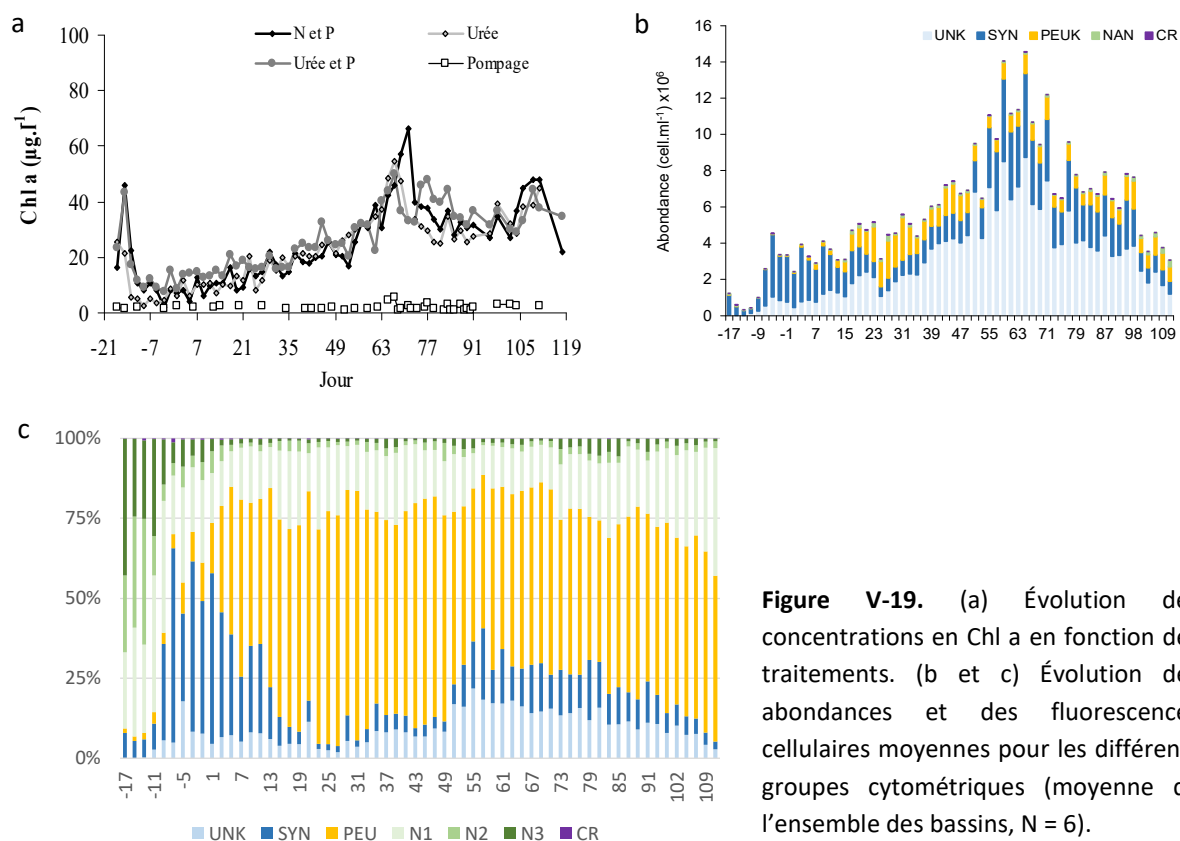 a
N et P
Urée
Urée et P
Pompage
100
80
60
40
20
0
Chl a (µg.l⁻¹)
-21 -7 7 21 35 49 63 77 91 105 119
Jour
b
UNK SYN PEUK NAN CR
16
14
12
10
8
6
4
2
0
Abondance (cell.ml⁻¹) x10⁶
-17 -9 -1 7 15 23 31 39 47 55 63 71 79 87 93 101 109
c
100%
75%
50%
25%
0%
-17 -11 -5 1 7 13 19 25 31 37 43 49 55 61 67 73 79 85 91 102 109
UNK SYN PEU N1 N2 N3 CR
Figure V-19. (a) Évolution de
concentrations en Chl a en fonction de
traitements. (b et c) Évolution de
abondances et des fluorescence
cellulaires moyennes pour les différen
groupes cytométriques (moyenne d
l’ensemble des bassins, N = 6).